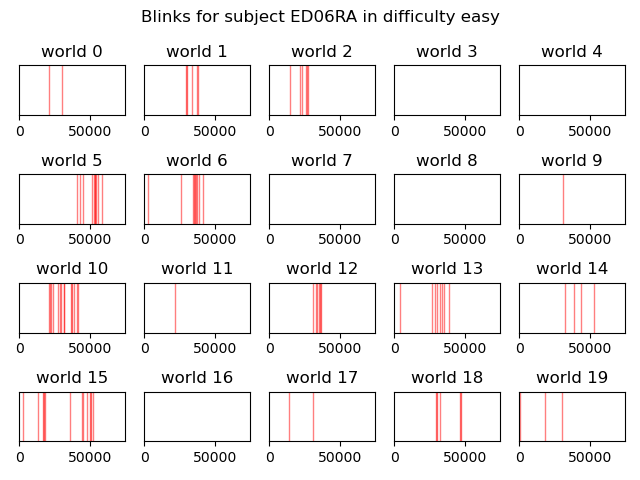 Blinks for subject ED06RA in difficulty easy
world 0 world 1 world 2 world 3 world 4
0 50000 0 50000 0 50000 0 50000 0 50000
world 5 world 6 world 7 world 8 world 9
0 50000 0 50000 0 50000 0 50000 0 50000
world 10 world 11 world 12 world 13 world 14
0 50000 0 50000 0 50000 0 50000 0 50000
world 15 world 16 world 17 world 18 world 19
0 50000 0 50000 0 50000 0 50000 0 50000